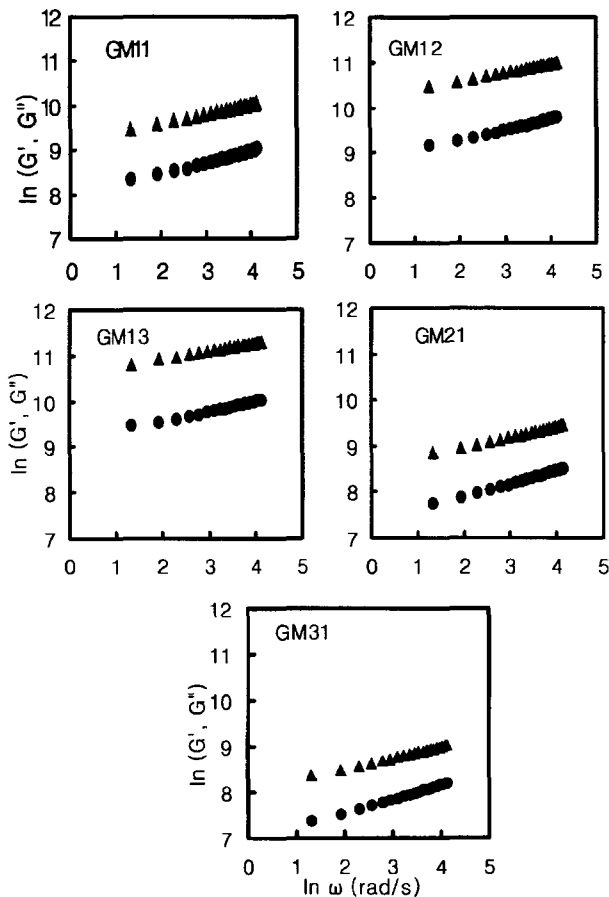 GM11
12
11
10
9
8
7
0 1 2 3 4 5
ln (G', G")
GM12
12
11
10
9
8
7
0 1 2 3 4 5
GM13
12
11
10
9
8
7
0 1 2 3 4 5
ln (G', G")
GM21
12
11
10
9
8
7
0 1 2 3 4 5
GM31
12
11
10
9
8
7
0 1 2 3 4 5
ln (G', G")
ln ω (rad/s)